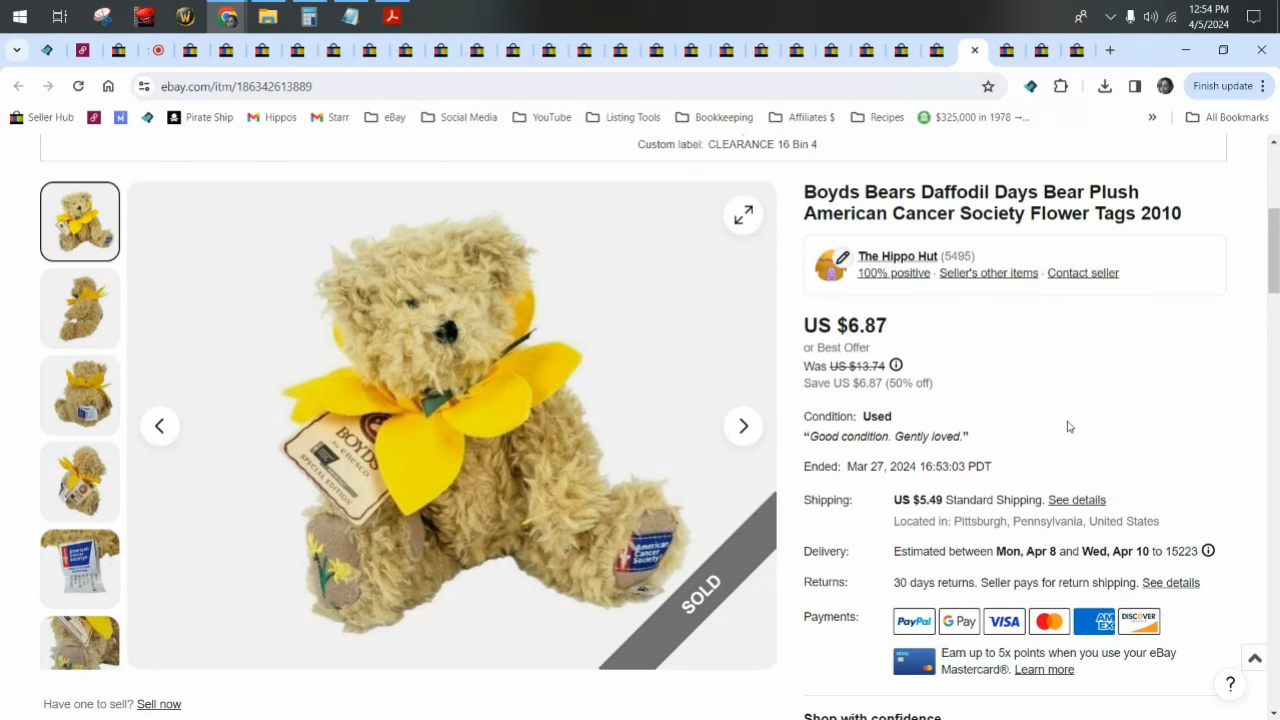 12:54 PM
4/5/2024
ebay.com/itm/186342613889
Finish update
Seller Hub
Pirate Ship
Hippos
Starr
eBay
Social Media
YouTube
Listing Tools
Bookkeeping
Affiliates $
Recipes
$325,000 in 1978 →...
»
All Bookmarks
Custom label: CLEARANCE 16 Bin 4
Boyds Bears Daffodil Days Bear Plush
American Cancer Society Flower Tags 2010
The Hippo Hut (5495)
100% positive · Seller's other items · Contact seller
US $6.87
or Best Offer
Was US $13.74
Save US $6.87 (50% off)
Condition: Used
“Good condition. Gently loved.”
Ended: Mar 27, 2024 16:53:03 PDT
Shipping: US $5.49 Standard Shipping. See details
Located in: Pittsburgh, Pennsylvania, United States
Delivery: Estimated between Mon, Apr 8 and Wed, Apr 10 to 15223
Returns: 30 days returns. Seller pays for return shipping. See details
Payments:
PayPal
G Pay
VISA
AM
EX
DISCOVER
Earn up to 5x points when you use your eBay
Mastercard®. Learn more
BOYDS
by enesco
SPECIAL EDITION
American
Cancer
Society
SOLD
Have one to sell? Sell now
?
Shop with confidence